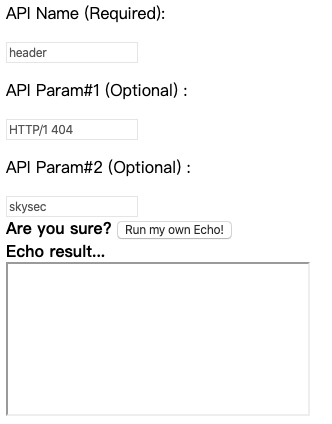 API Name (Required):
header
API Param#1 (Optional) :
HTTP/1 404
API Param#2 (Optional) :
skysec
Are you sure? Run my own Echo!
Echo result...